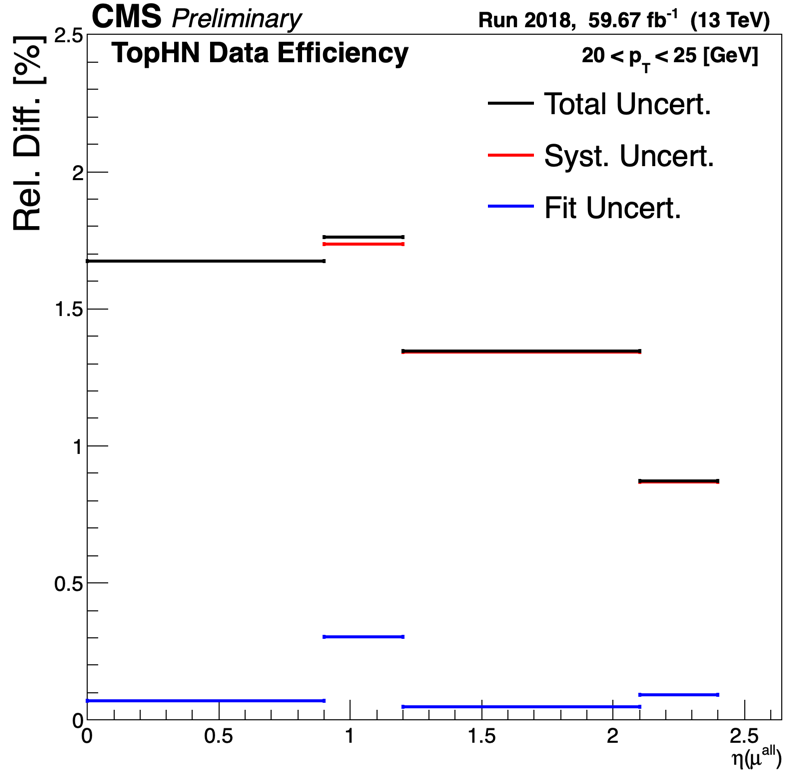 CMS Preliminary Run 2018, 59.67 fb⁻¹ (13 TeV)
TopHN Data Efficiency
20 < p_T < 25 [GeV]
Total Uncert.
Syst. Uncert.
Fit Uncert.
Rel. Diff. [%]
2.5
2
1.5
1
0.5
0
0 0.5 1 1.5 2 2.5
η(μ^all)